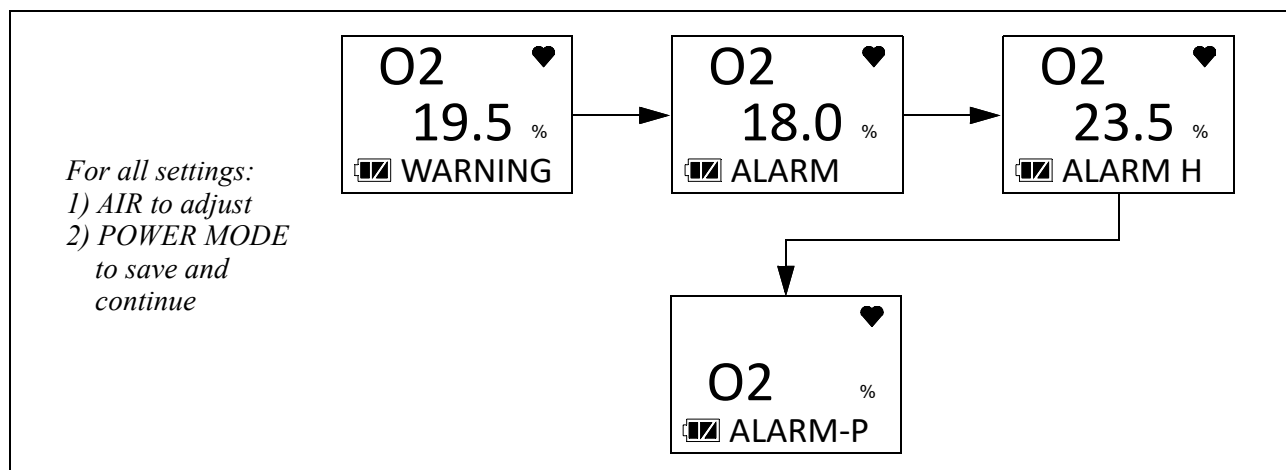 For all settings:
1) AIR to adjust
2) POWER MODE
to save and
continue
O2
19.5 %
WARNING
O2
18.0 %
ALARM
O2
23.5 %
ALARM H
O2 %
ALARM-P